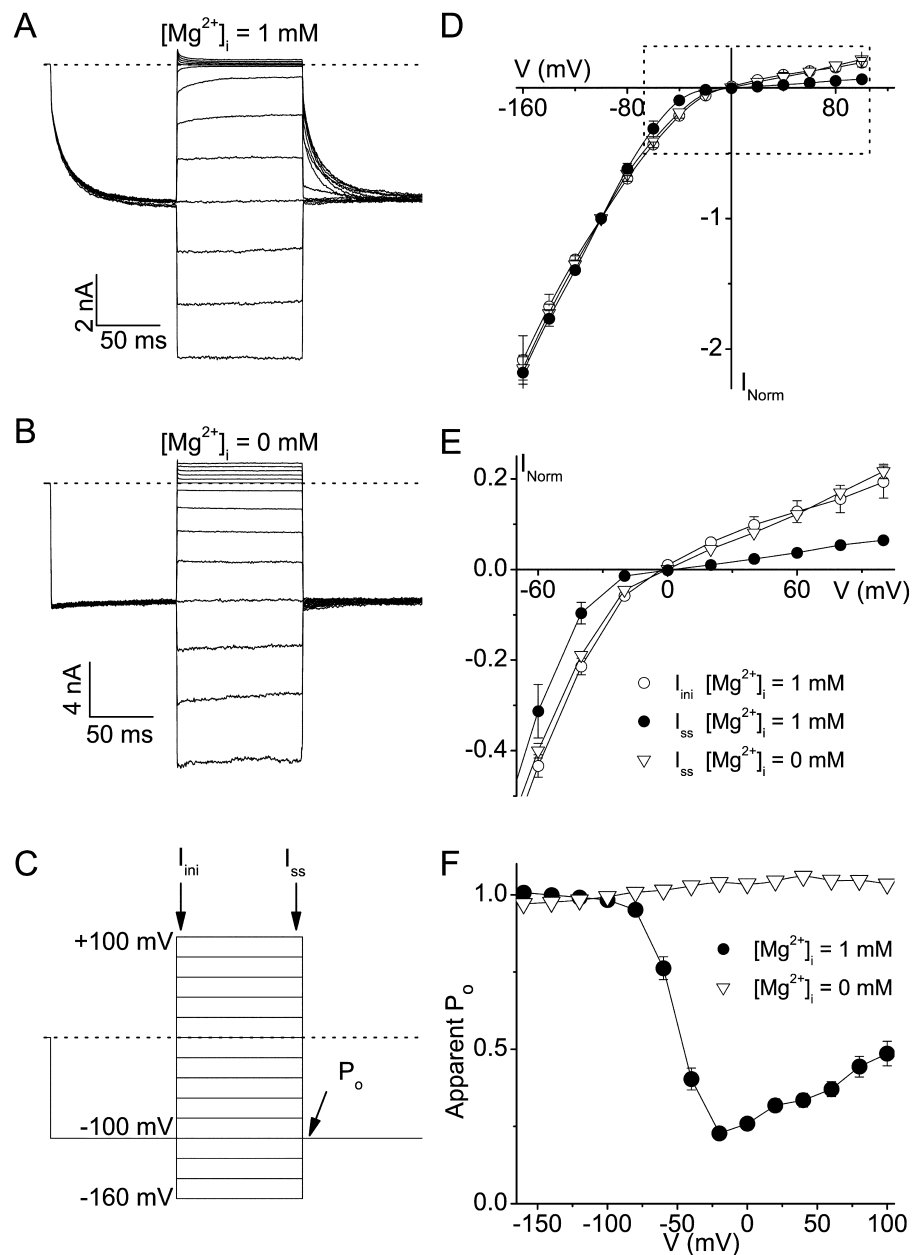 A
[Mg2+]i = 1 mM
2 nA
50 ms
B
[Mg2+]i = 0 mM
4 nA
50 ms
C
Iini
Iss
+100 mV
Po
-100 mV
-160 mV
D
V (mV)
-160
-80
80
-1
-2
INorm
E
INorm
0.2
0.0
-60
0
60
V (mV)
-0.2
-0.4
Iini [Mg2+]i = 1 mM
Iss [Mg2+]i = 1 mM
Iss [Mg2+]i = 0 mM
F
Apparent Po
1.0
0.5
0.0
[Mg2+]i = 1 mM
[Mg2+]i = 0 mM
-150
-100
-50
0
50
100
V (mV)